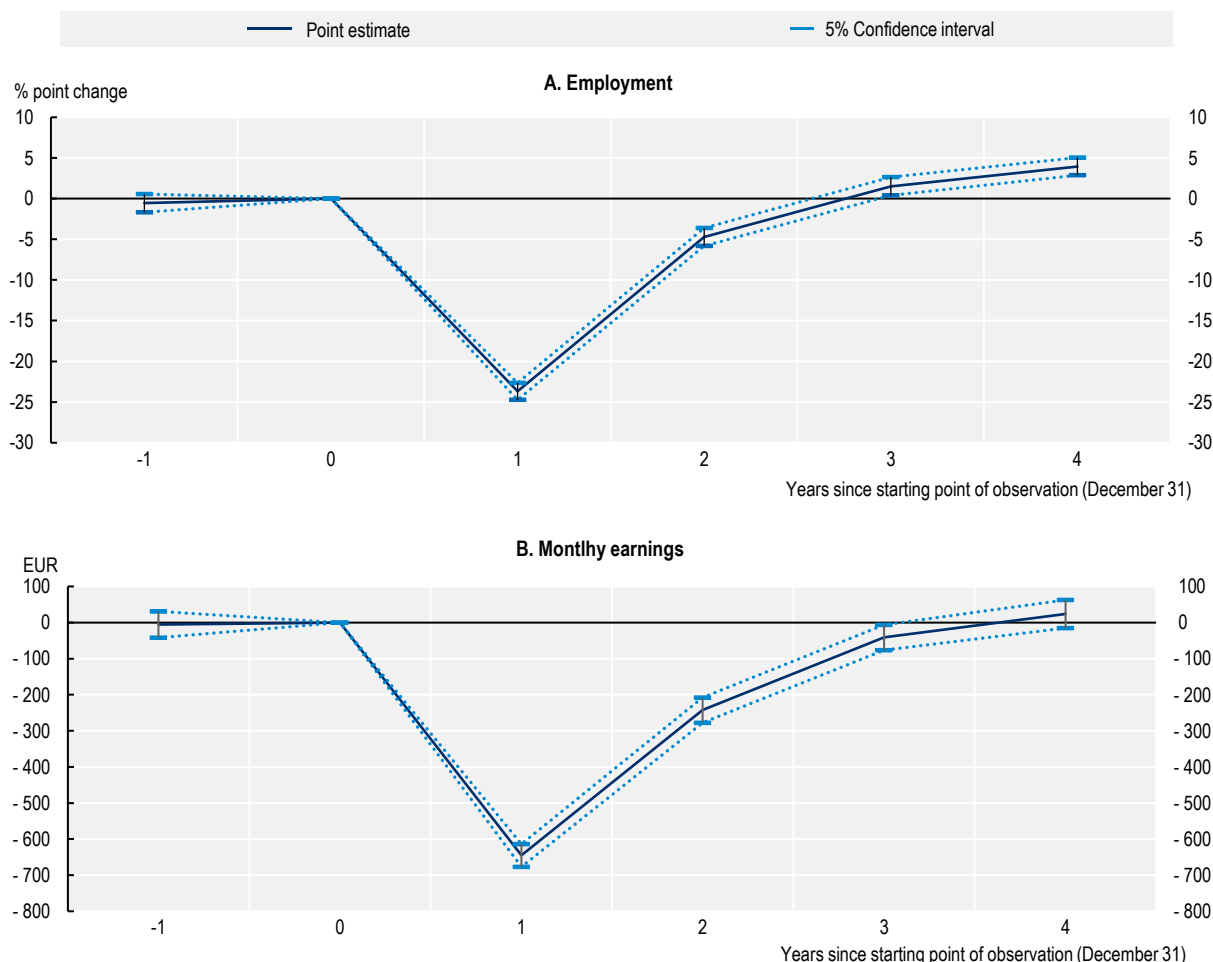 Point estimate
5% Confidence interval
A. Employment
% point change
10 10
5 5
0 0
-5 -5
-10 -10
-15 -15
-20 -20
-25 -25
-30 -30
-1 0 1 2 3 4
Years since starting point of observation (December 31)
B. Montlhy earnings
EUR
100 100
0 0
- 100 - 100
- 200 - 200
- 300 - 300
- 400 - 400
- 500 - 500
- 600 - 600
- 700 - 700
- 800 - 800
-1 0 1 2 3 4
Years since starting point of observation (December 31)